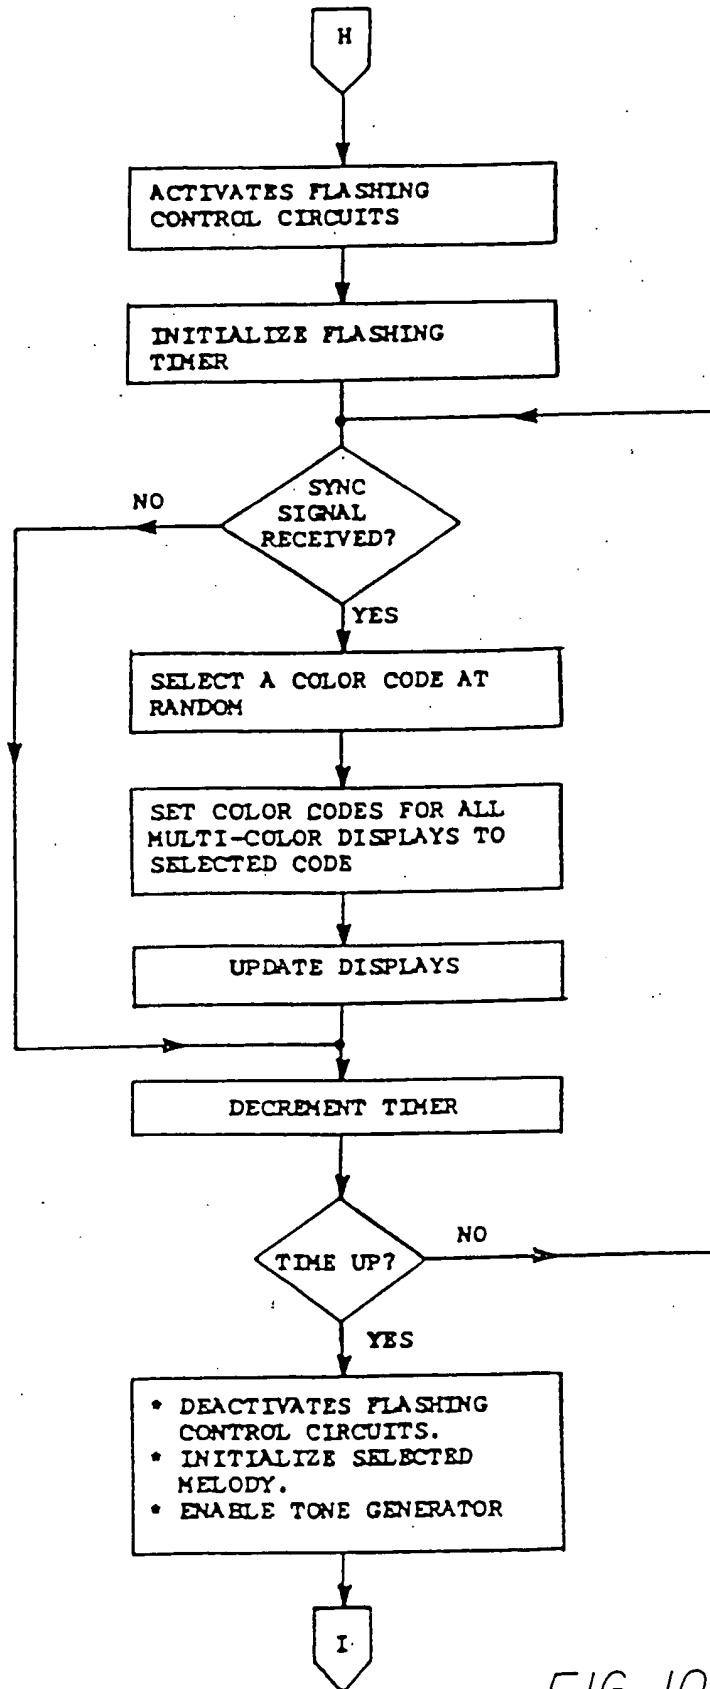 H
ACTIVATES FLASHING
CONTROL CIRCUITS
INITIALIZE FLASHING
TIMER
SYNC
SIGNAL
RECEIVED?
NO
YES
SELECT A COLOR CODE AT
RANDOM
SET COLOR CODES FOR ALL
MULTI-COLOR DISPLAYS TO
SELECTED CODE
UPDATE DISPLAYS
DECREMENT TIMER
TIME UP?
NO
YES
* DEACTIVATES FLASHING
CONTROL CIRCUITS.
* INITIALIZE SELECTED
MELODY.
* ENABLE TONE GENERATOR
I